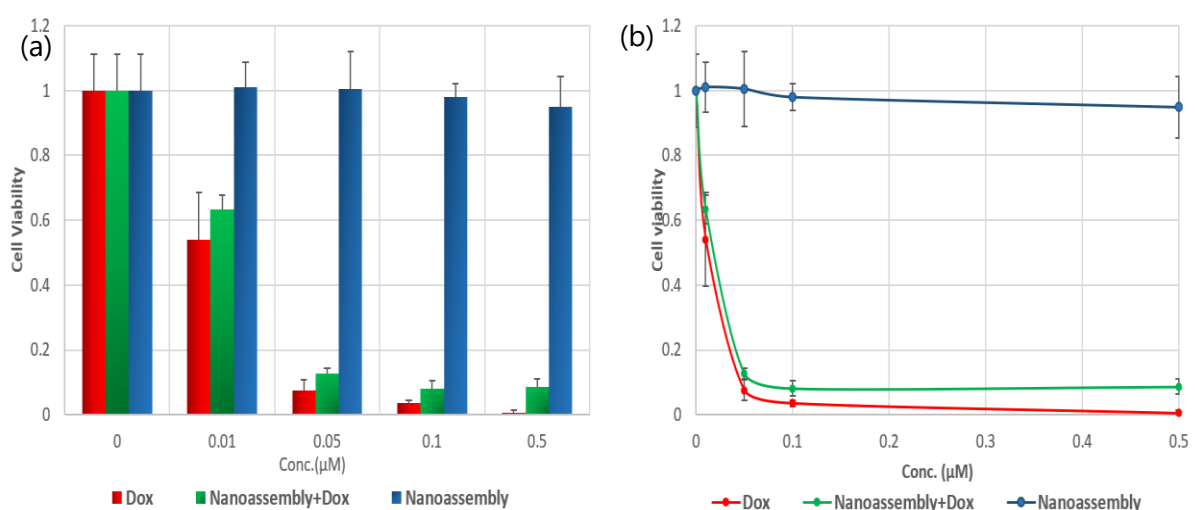 (a)
1.2
1
0.8
0.6
0.4
0.2
0
Cell Viability
0 0.01 0.05 0.1 0.5
Conc.(µM)
Dox Nanoassembly+Dox Nanoassembly
(b)
1.2
1
0.8
0.6
0.4
0.2
0
Cell viability
0 0.1 0.2 0.3 0.4 0.5
Conc. (µM)
Dox Nanoassembly+Dox Nanoassembly